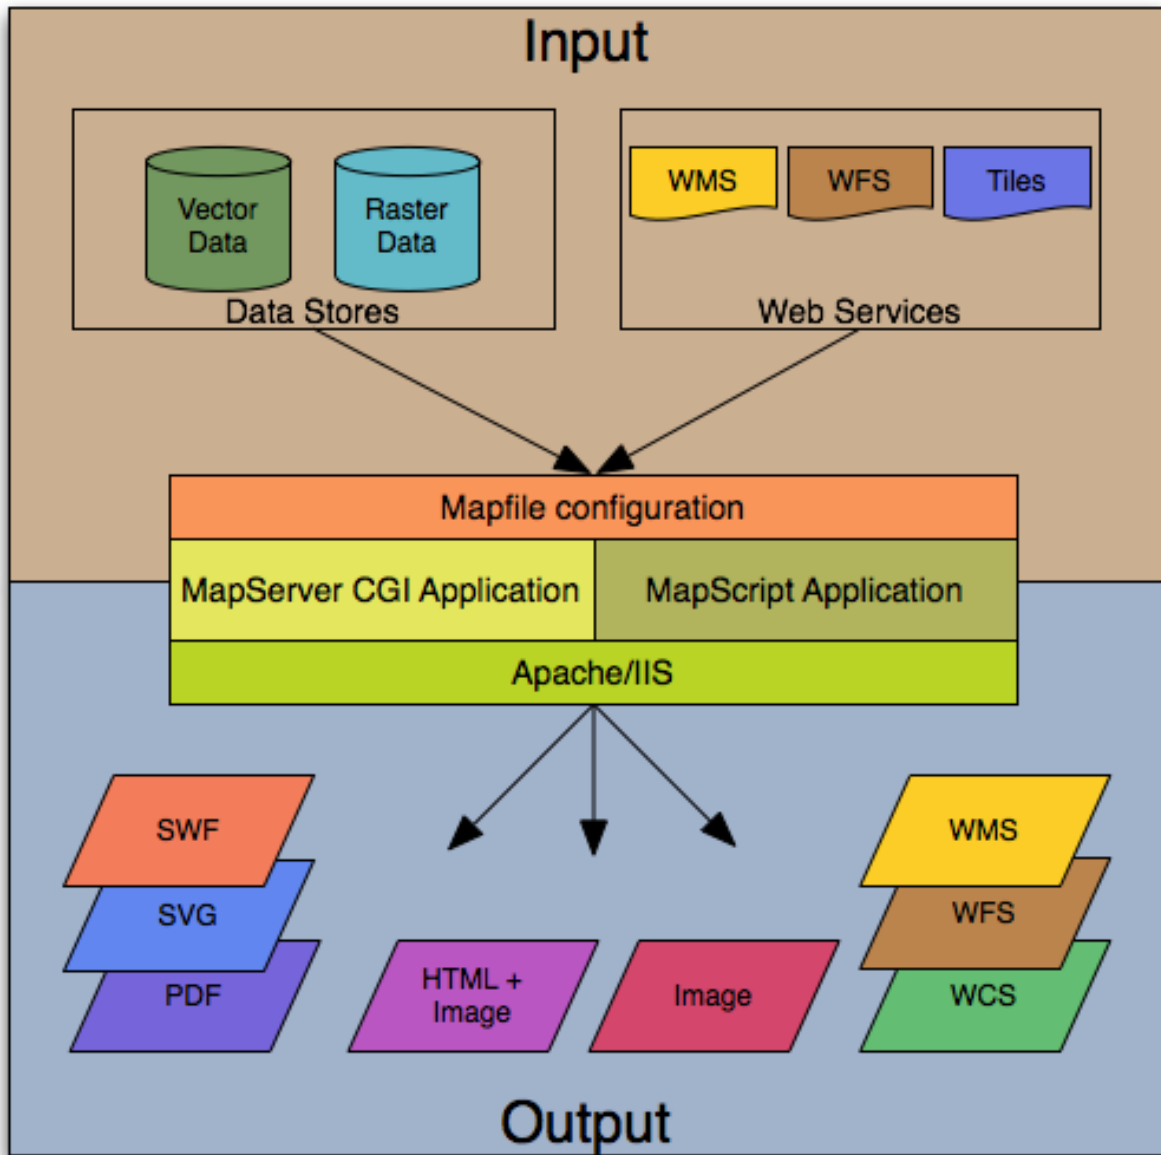 Input
Vector
Data
Raster
Data
Data Stores
WMS
WFS
Tiles
Web Services
Mapfile configuration
MapServer CGI Application
MapScript Application
Apache/IIS
SWF
SVG
PDF
HTML +
Image
Image
WMS
WFS
WCS
Output